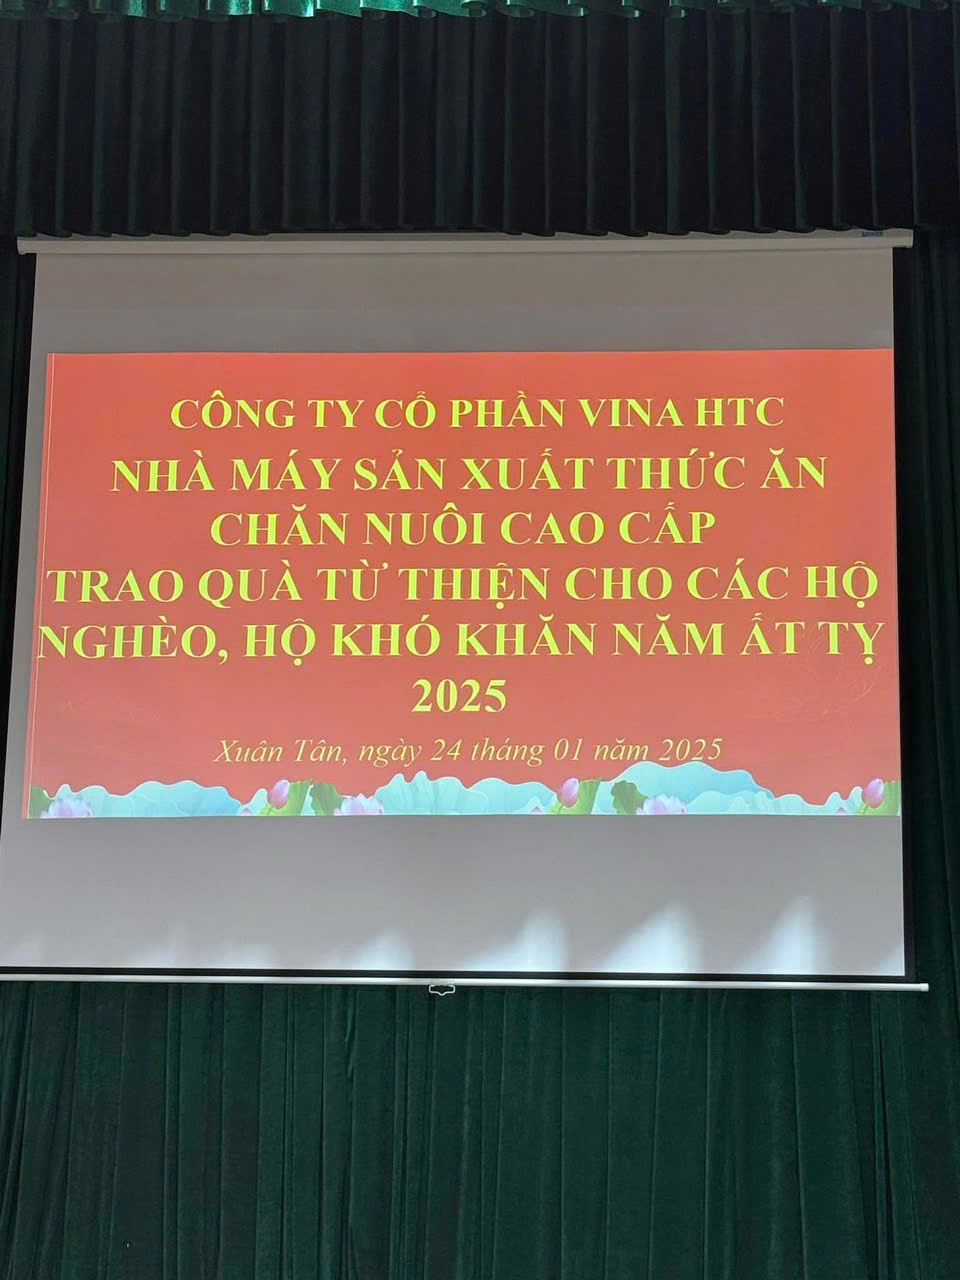 CÔNG TY CỔ PHẦN VINA HTC
NHÀ MÁY SẢN XUẤT THỨC ĂN
CHĂN NUÔI CAO CẤP
TRAO QUÀ TỪ THIỆN CHO CÁC HỘ
NGHÈO, HỘ KHÓ KHĂN NĂM ẤT TỴ
2025
Xuân Tân, ngày 24 tháng 01 năm 2025